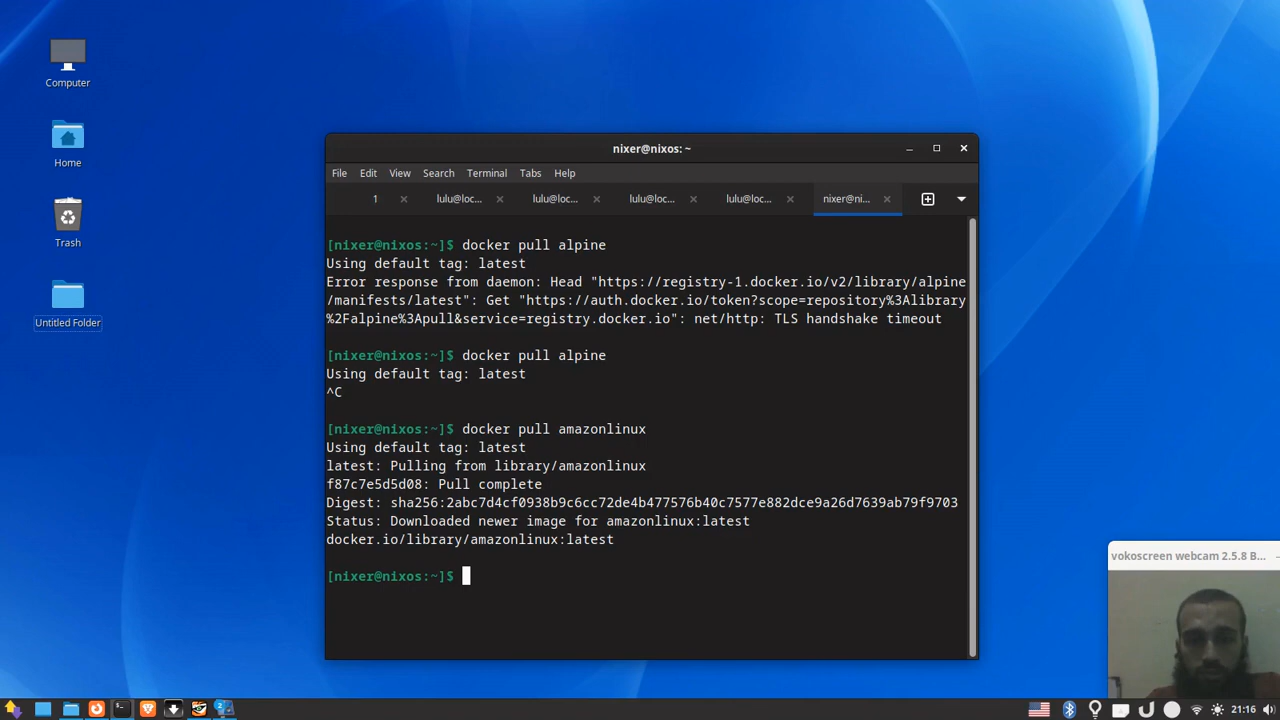 Computer
Home
Trash
Untitled Folder
nixer@nixos: ~
File Edit View Search Terminal Tabs Help
1 lulu@loc... lulu@loc... lulu@loc... lulu@loc... nixer@ni...
[nixer@nixos:~]$ docker pull alpine
Using default tag: latest
Error response from daemon: Head "https://registry-1.docker.io/v2/library/alpine
/manifests/latest": Get "https://auth.docker.io/token?scope=repository%3Alibrary
%2Falpine%3Apull&service=registry.docker.io": net/http: TLS handshake timeout
[nixer@nixos:~]$ docker pull alpine
Using default tag: latest
^C
[nixer@nixos:~]$ docker pull amazonlinux
Using default tag: latest
latest: Pulling from library/amazonlinux
f87c7e5d5d08: Pull complete
Digest: sha256:2abc7d4cf0938b9c6cc72de4b477576b40c7577e882dce9a26d7639ab79f9703
Status: Downloaded newer image for amazonlinux:latest
docker.io/library/amazonlinux:latest
[nixer@nixos:~]$
vokoscreen webcam 2.5.8 B...
2
21:16